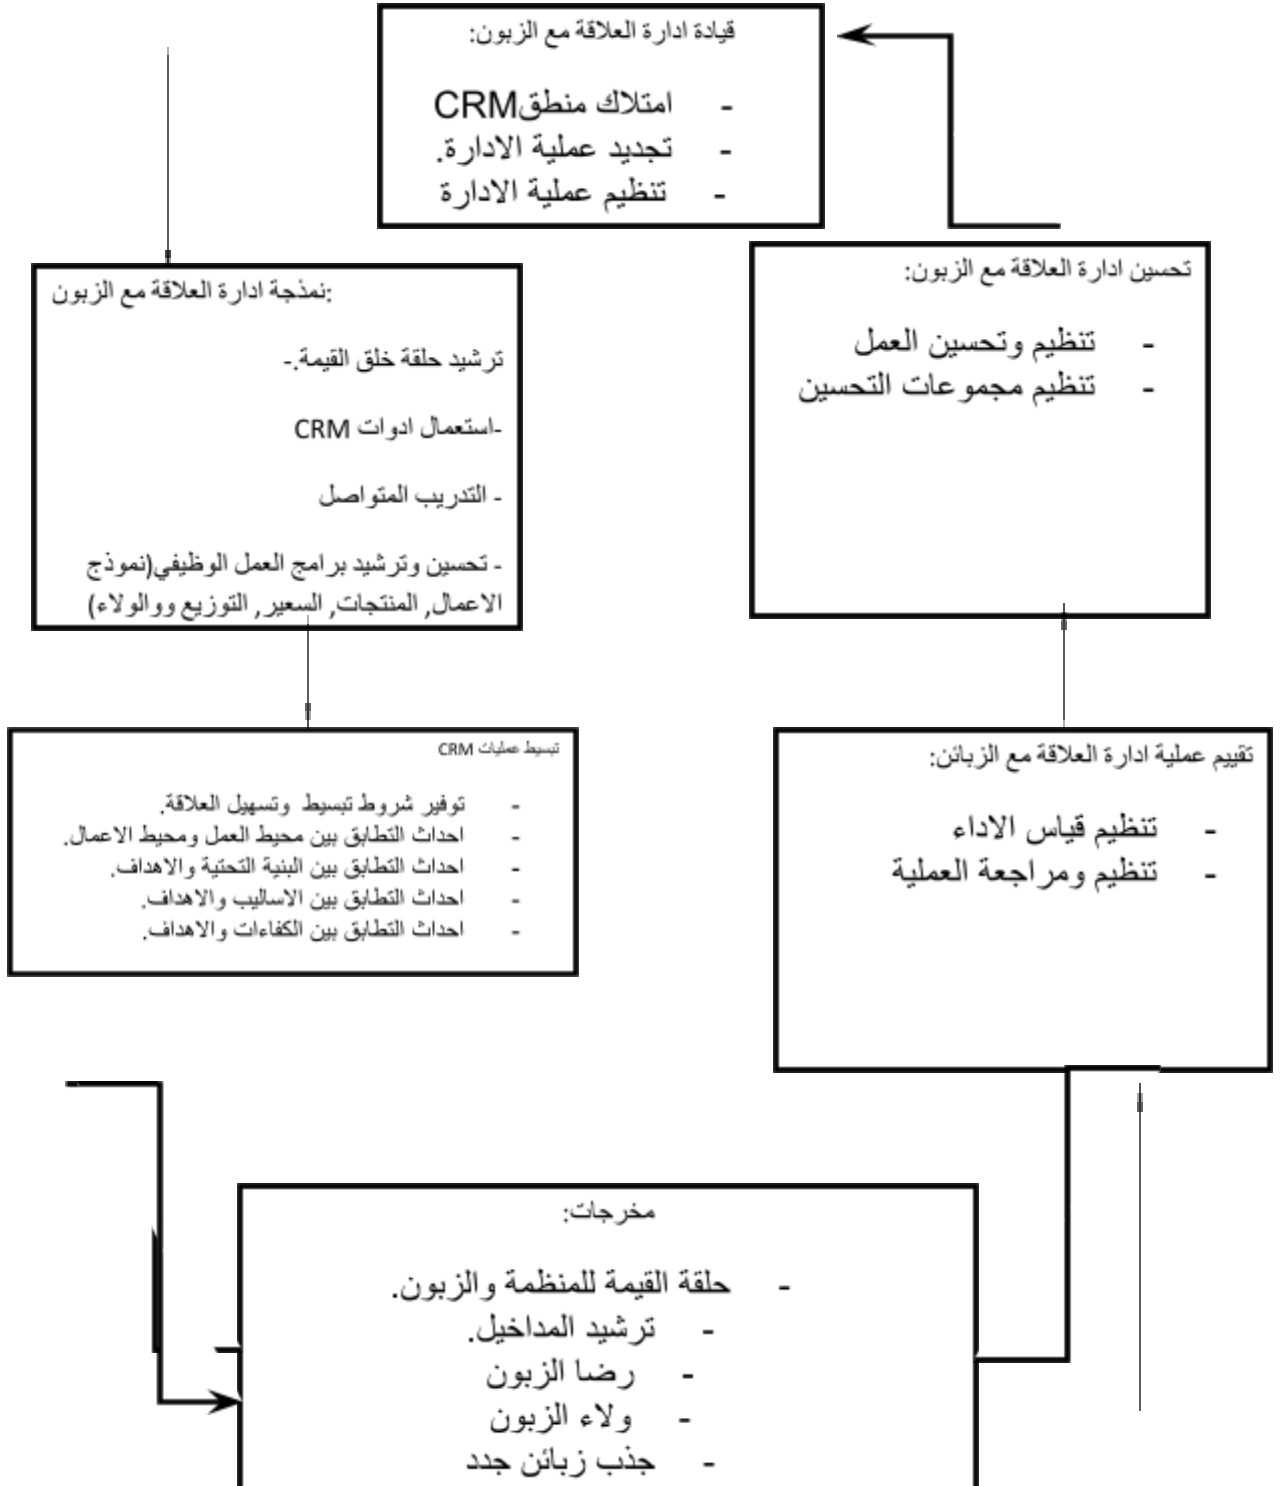 قيادة ادارة العلاقة مع الزبون:
- امتلاك منطقCRM
- تجديد عملية الادارة.
- تنظيم عملية الادارة
تحسين ادارة العلاقة مع الزبون:
- تنظيم وتحسين العمل
- تنظيم مجموعات التحسين
نمذجة ادارة العلاقة مع الزبون:
ترشيد حلقة خلق القيمة.-
-استعمال ادوات CRM
- التدريب المتواصل
- تحسين وترشيد برامج العمل الوظيفي(نموذج
الاعمال, المنتجات, السعير, التوزيع ووالولاء)
تبسيط عمليات CRM
- توفير شروط تبسيط وتسهيل العلاقة.
- احداث التطابق بين محيط العمل ومحيط الاعمال.
- احداث التطابق بين البنية التحتية والاهداف.
- احداث التطابق بين الاساليب والاهداف.
- احداث التطابق بين الكفاءات والاهداف.
تقييم عملية ادارة العلاقة مع الزبائن:
- تنظيم قياس الاداء
- تنظيم ومراجعة العملية
مخرجات:
- حلقة القيمة للمنظمة والزبون.
- ترشيد المداخيل.
- رضا الزبون
- ولاء الزبون
- جذب زبائن جدد